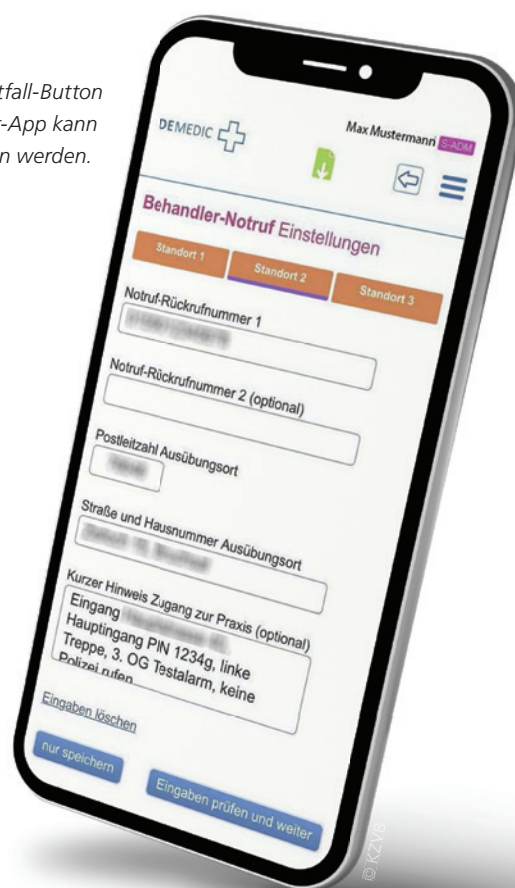 tfall-Button
-App kann
n werden.
DEMEDIC
Max Mustermann S-ADM
Behandler-Notruf Einstellungen
Standort 1
Standort 2
Standort 3
Notruf-Rückrufnummer 1
Notruf-Rückrufnummer 2 (optional)
Postleitzahl Ausübungsort
Straße und Hausnummer Ausübungsort
Kurzer Hinweis Zugang zur Praxis (optional)
Eingang
Hauptingang PIN 1234g, linke
Treppe, 3. OG Testalarm, keine
Polizei rufen
Eingaben löschen
nur speichern
Eingaben prüfen und weiter
© KZVB